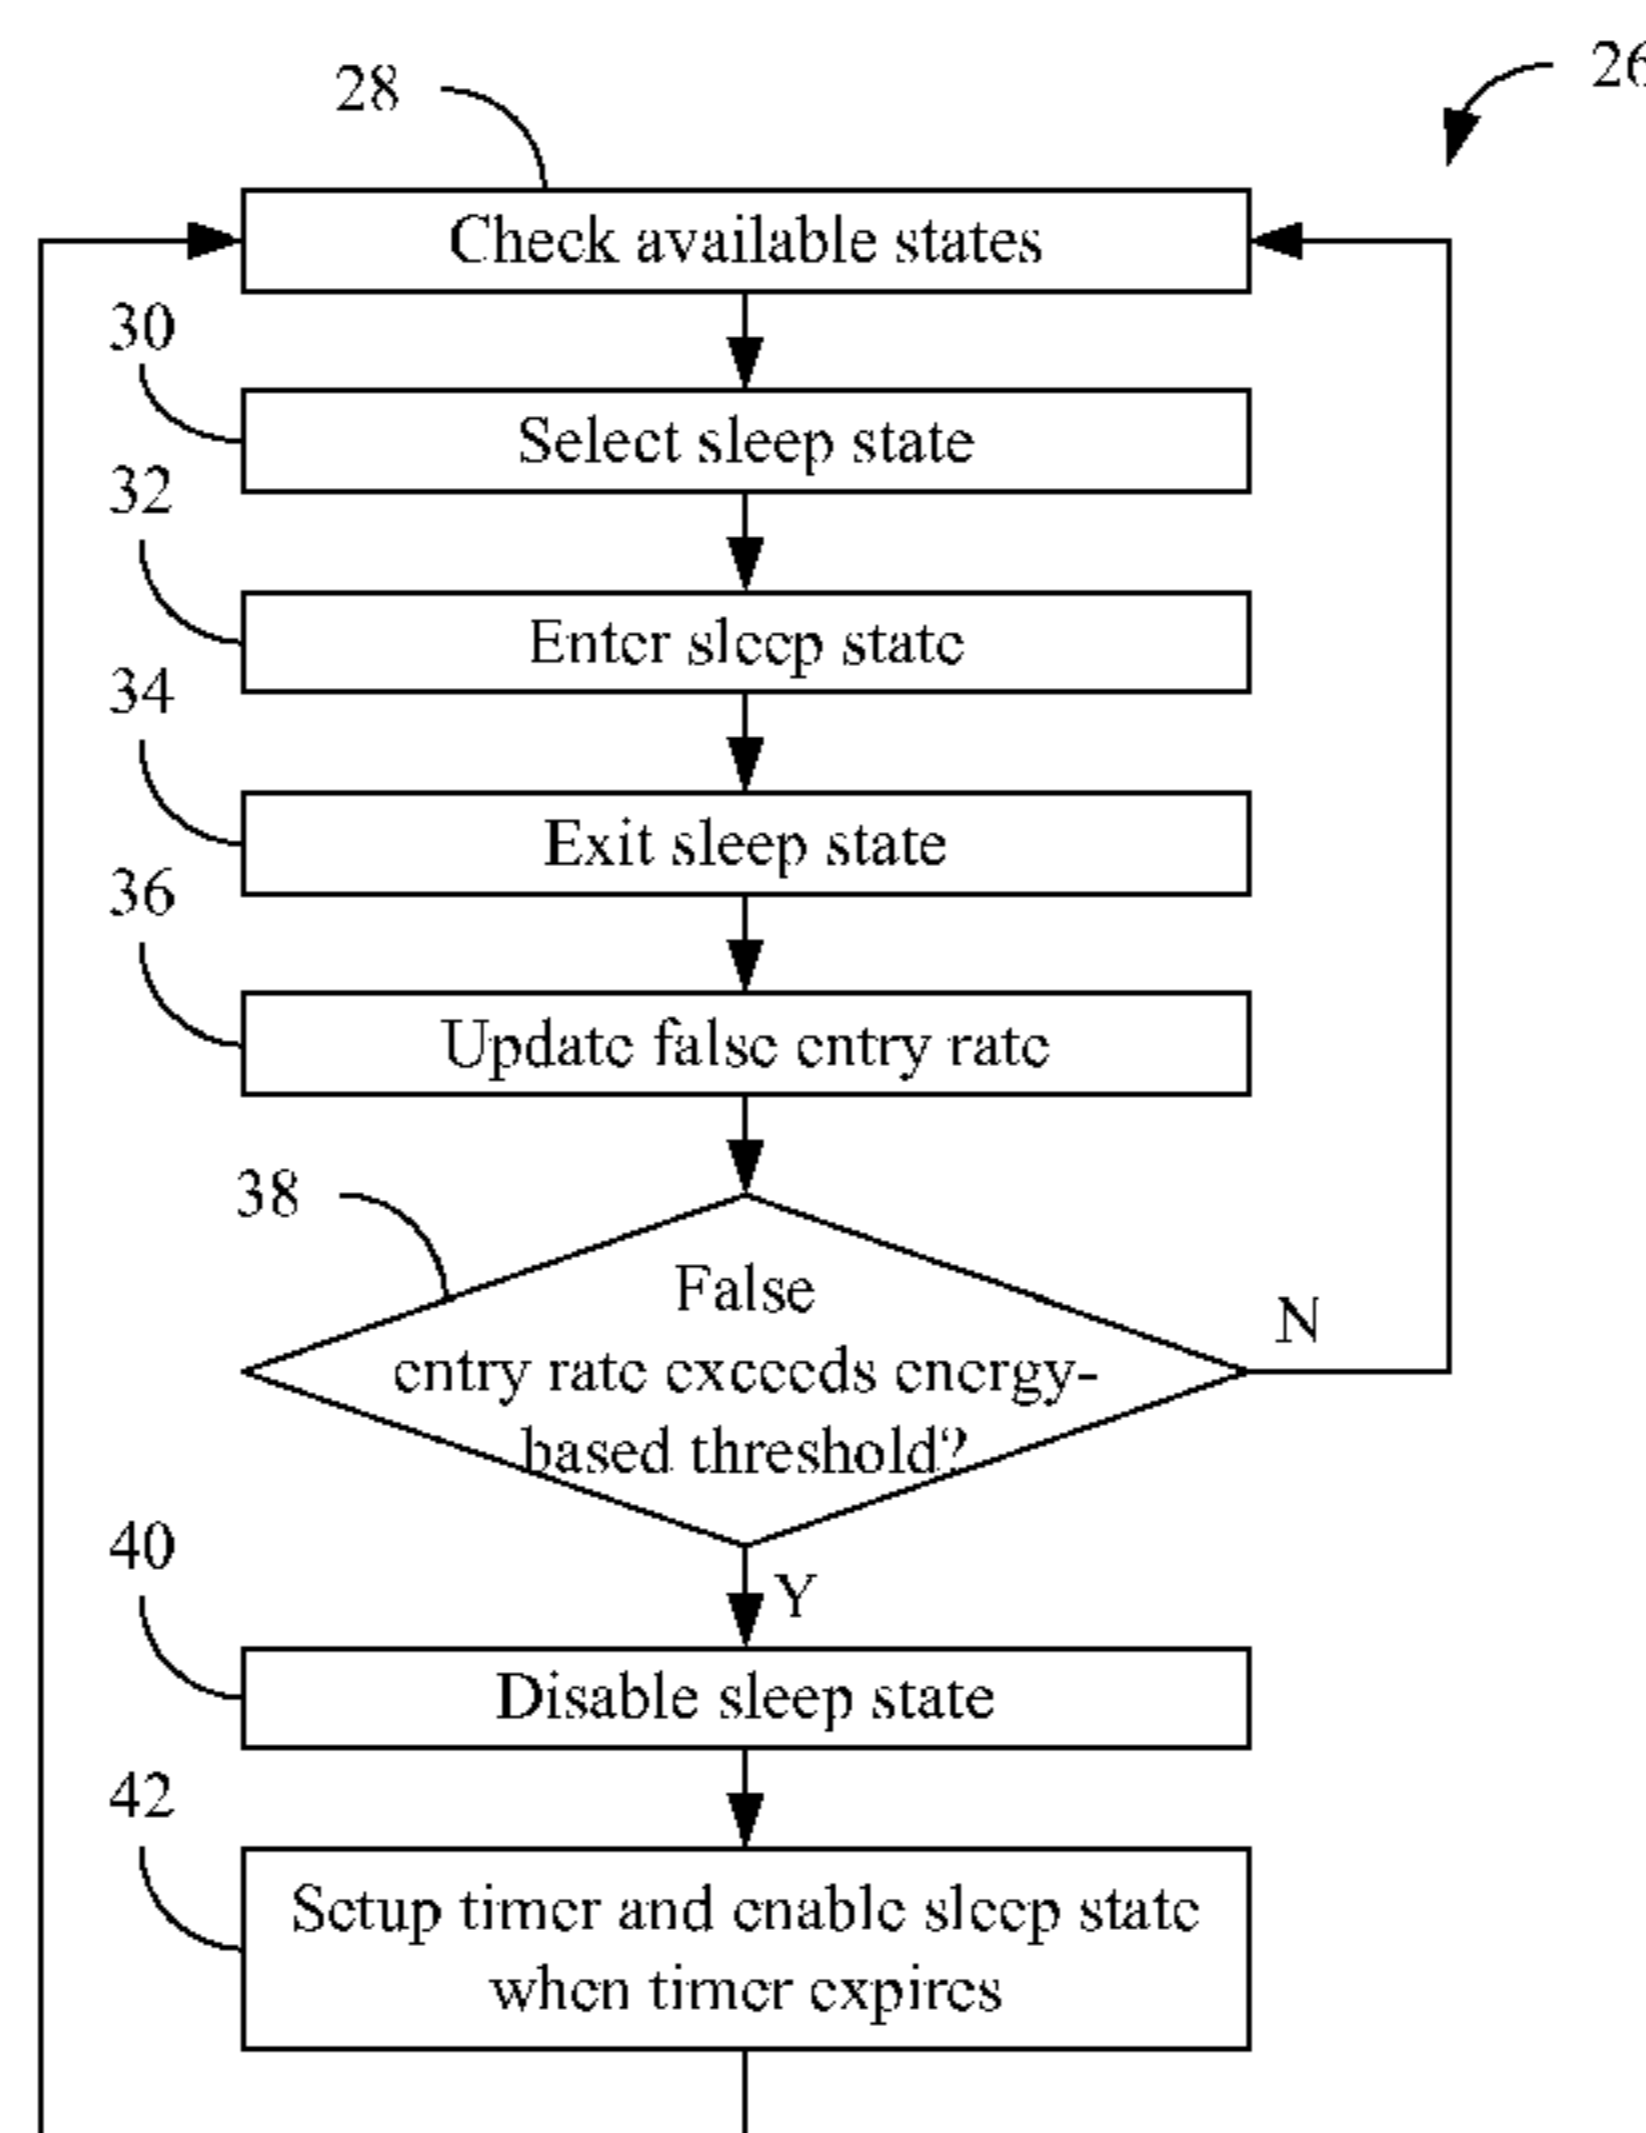 28
26
Check available states
30
Select sleep state
32
Enter sleep state
34
Exit sleep state
36
Update false entry rate
38
False
entry rate exceeds energy-
based threshold?
N
40
Y
Disable sleep state
42
Setup timer and enable sleep state
when timer expires